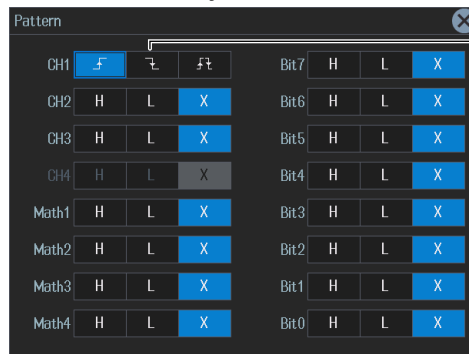 Pattern
CH1 Bit7 H L X
CH2 H L X Bit6 H L X
CH3 H L X Bit5 H L X
CH4 H L X Bit4 H L X
Math1 H L X Bit3 H L X
Math2 H L X Bit2 H L X
Math3 H L X Bit1 H L X
Math4 H L X Bit0 H L X